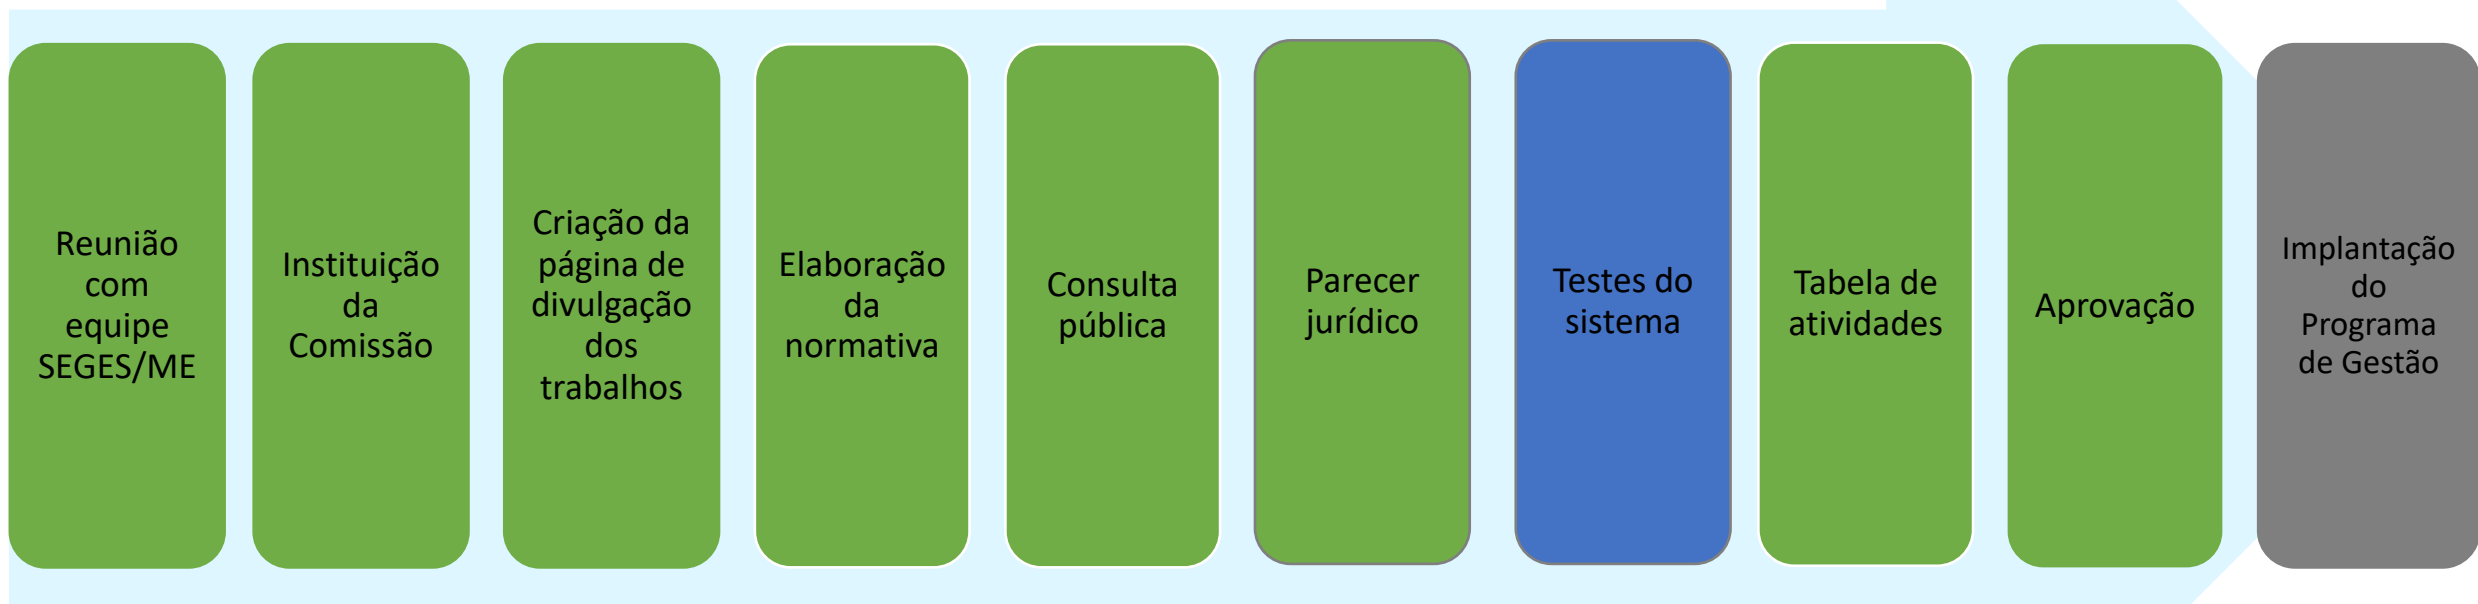 Reunião
com
equipe
SEGES/ME
Instituição
da
Comissão
Criação da
página de
divulgação
dos
trabalhos
Elaboração
da
normativa
Consulta
pública
Parecer
jurídico
Testes do
sistema
Tabela de
atividades
Aprovação
Implantação
do
Programa
de Gestão